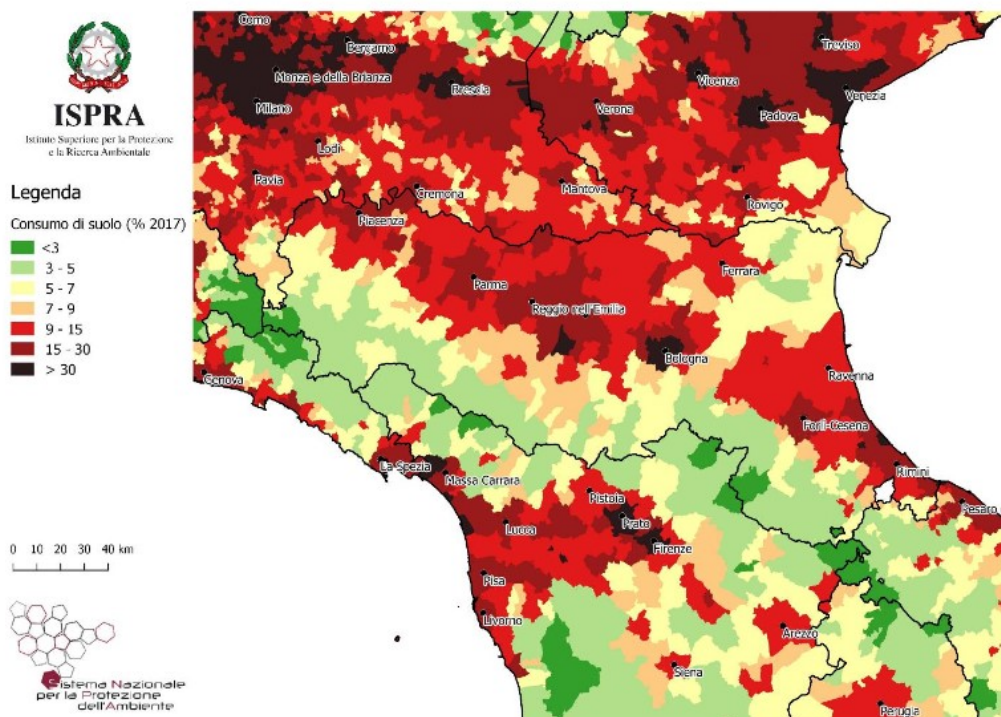 ISPRA
Istituto Superiore per la Protezione
e la Ricerca Ambientale
Legenda
Consumo di suolo (% 2017)
<3
3 - 5
5 - 7
7 - 9
9 - 15
15 - 30
> 30
0 10 20 30 40 km
Sistema Nazionale
per la Protezione
dell'Ambiente
Como
Bergamo
Treviso
Monza e della Brianza
Vicenza
Brescia
Venezia
Milano
Verona
Padova
Lodi
Pavia
Cremona
Mantova
Rovigo
Piacenza
Ferrara
Parma
Reggio nell'Emilia
Bologna
Genova
Ravenna
Forlì-Cesena
La Spezia
Rimini
Massa Carrara
Pistoia
Pesaro
Prato
Lucca
Firenze
Pisa
Livorno
Arezzo
Siena
Perugia